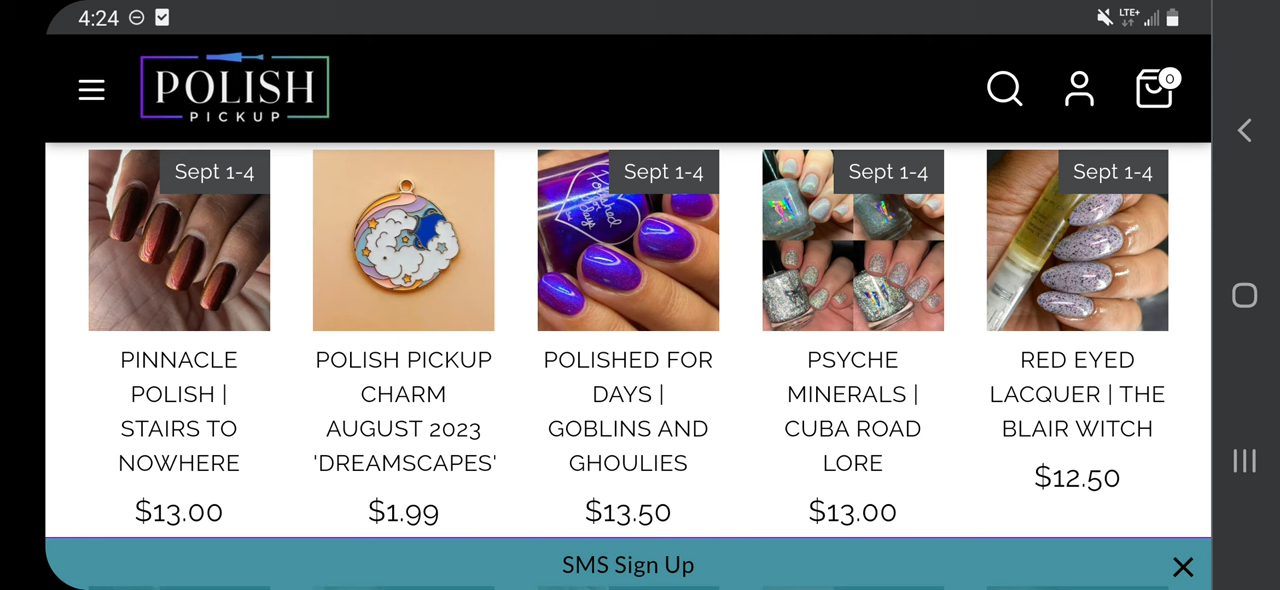 4:24
LTE+
POLISH
PICKUP
0
Sept 1-4
Sept 1-4
Sept 1-4
Sept 1-4
Polished for days
PINNACLE
POLISH |
STAIRS TO
NOWHERE
$13.00
POLISH PICKUP
CHARM
AUGUST 2023
'DREAMSCAPES'
$1.99
POLISHED FOR
DAYS |
GOBLINS AND
GHOULIES
$13.50
PSYCHE
MINERALS |
CUBA ROAD
LORE
$13.00
RED EYED
LACQUER | THE
BLAIR WITCH
$12.50
SMS Sign Up